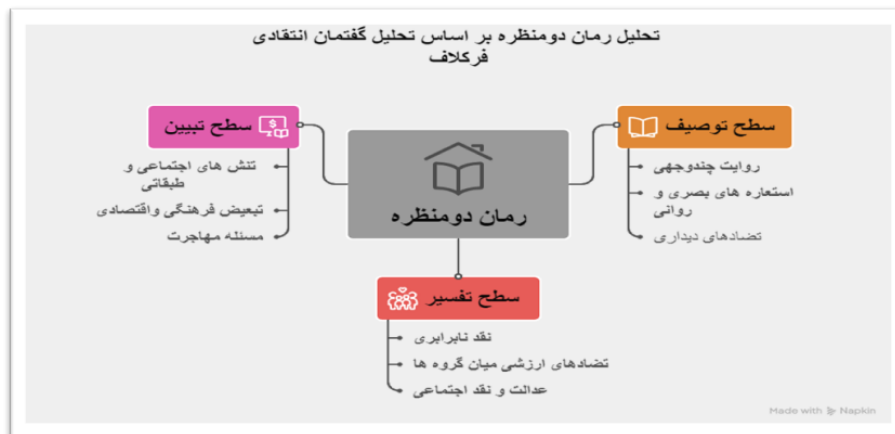 تحلیل رمان دومنظره بر اساس تحلیل گفتمان انتقادی
فرکلاف
سطح توصیف
روایت چندوجهی
استعاره های بصری و
روانی
تضادهای دیداری
رمان دومنظره
سطح تبیین
تنش های اجتماعی و
طبقاتی
تبعیض فرهنگی واقتصادی
مسئله مهاجرت
سطح تفسیر
نقد نابرابری
تضادهای ارزشی میان گروه ها
عدالت و نقد اجتماعی
Made with Napkin